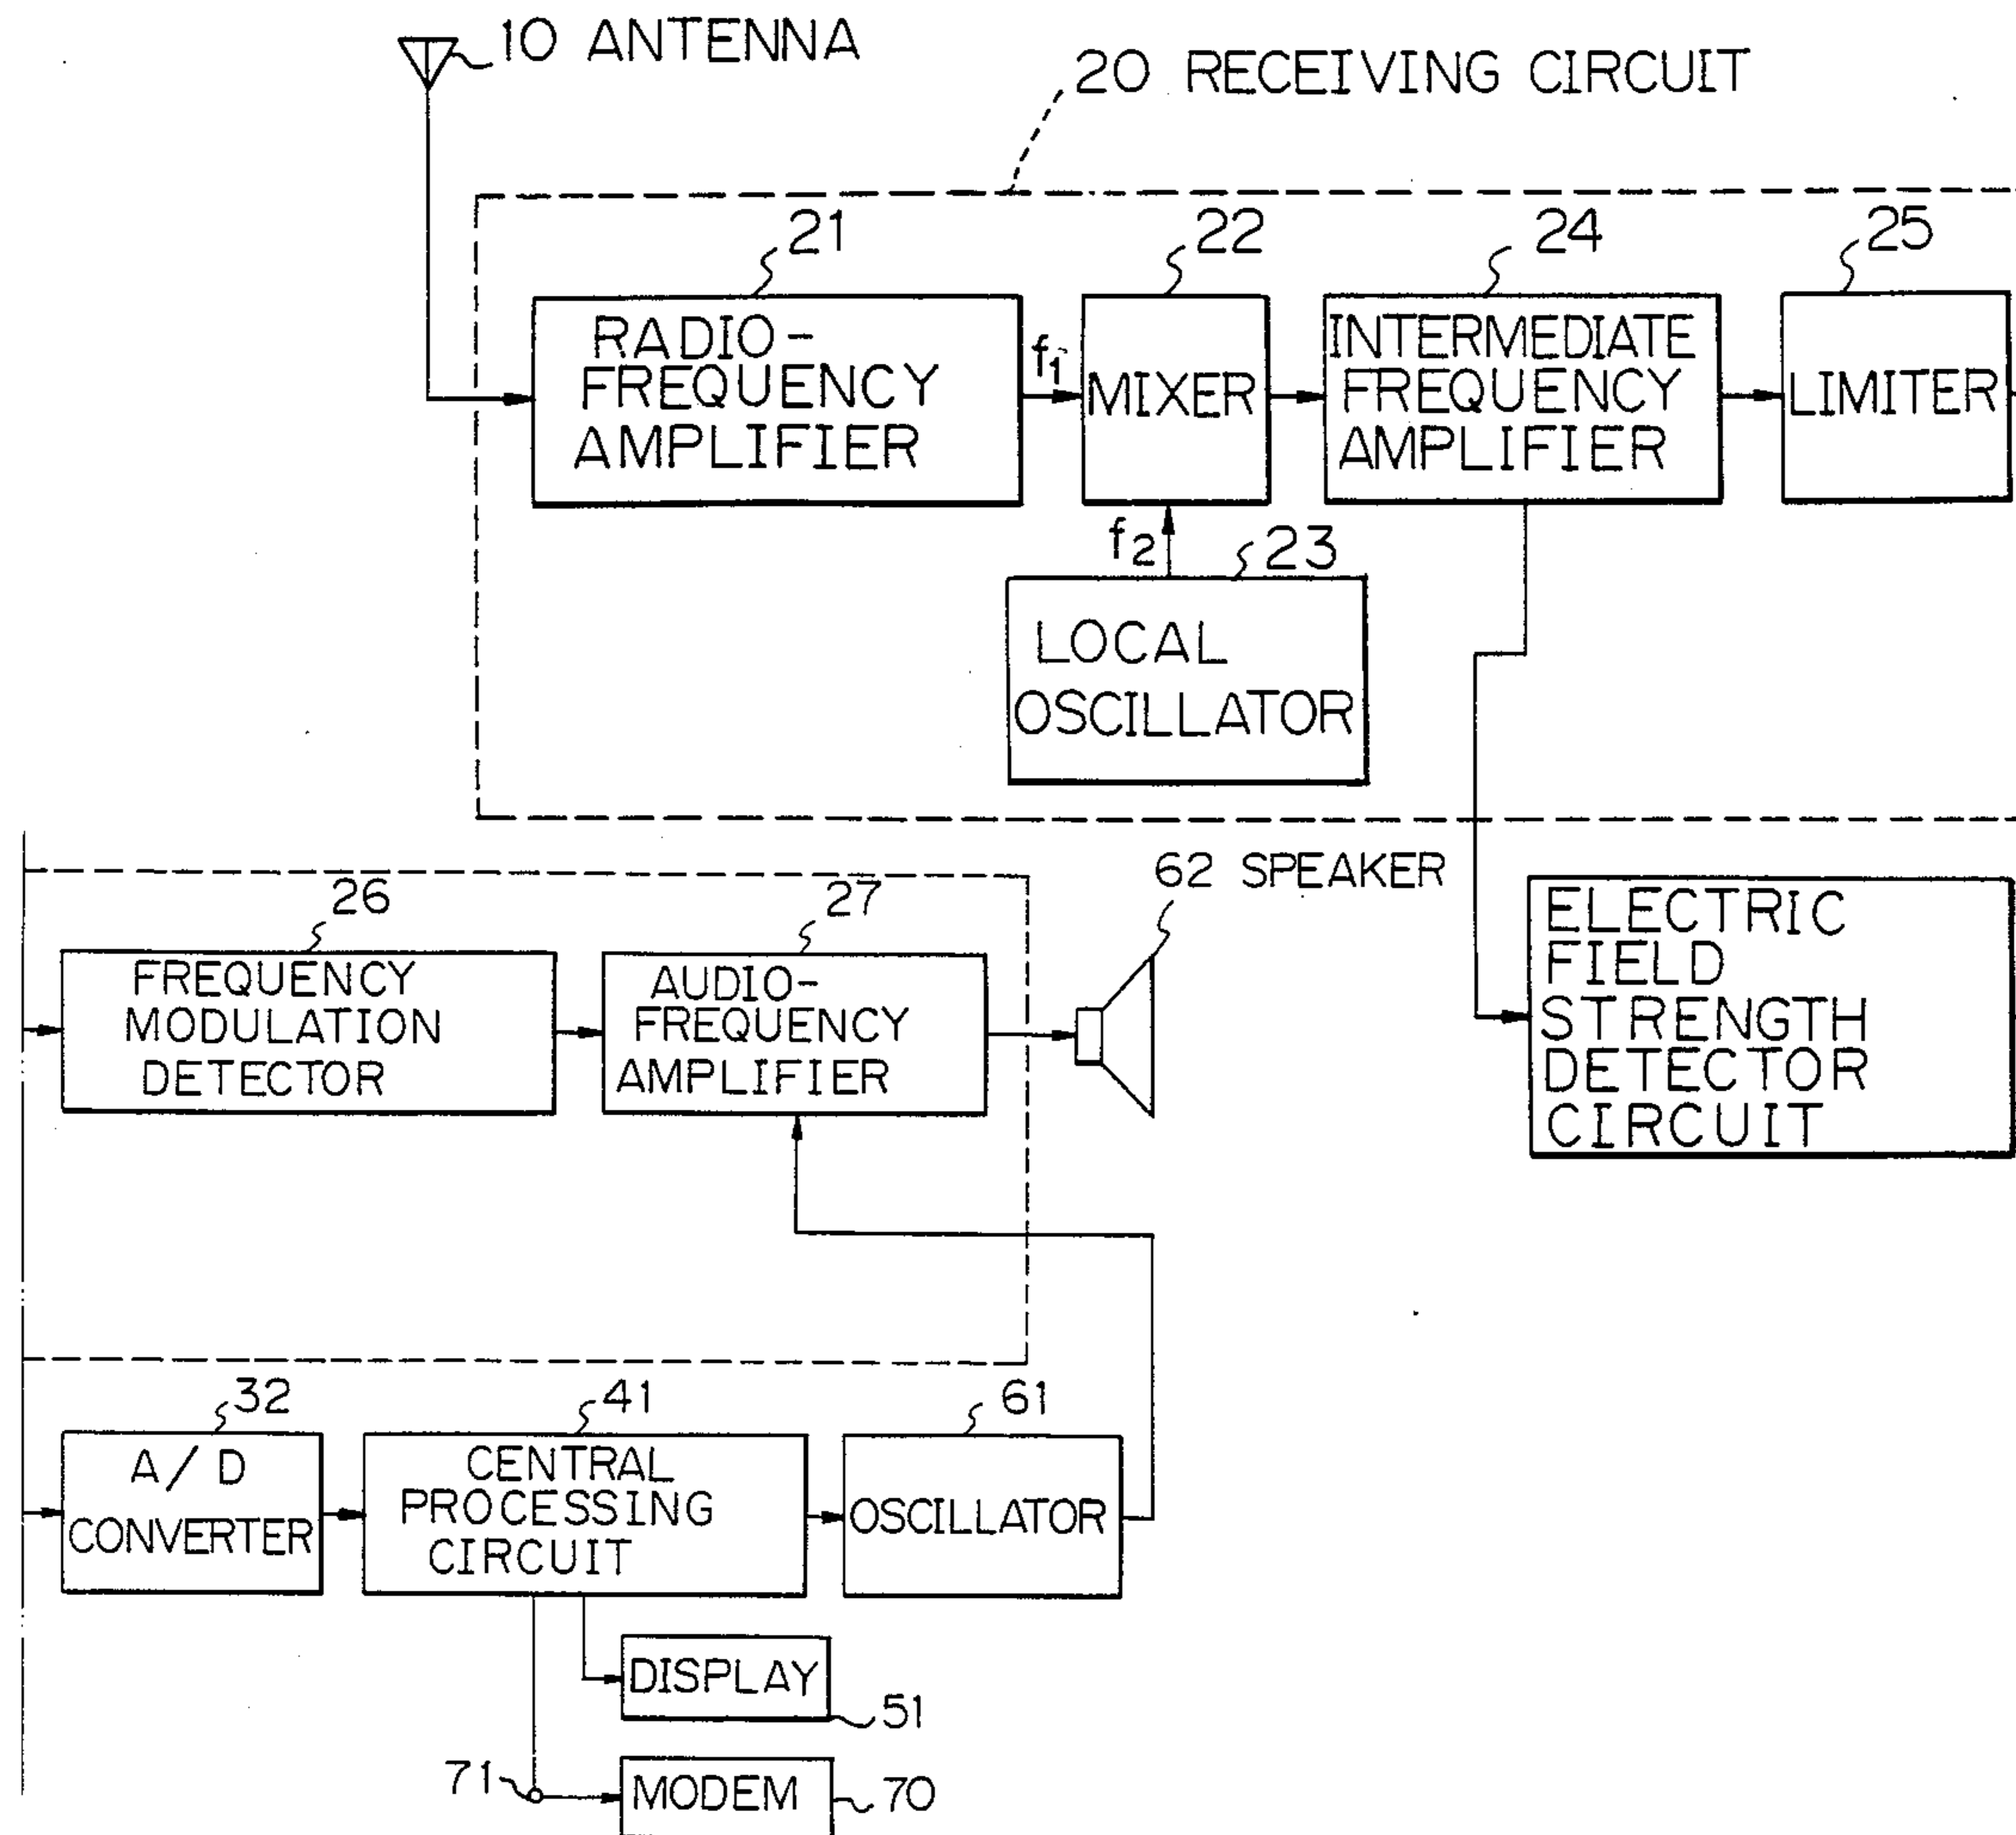 10 ANTENNA
20 RECEIVING CIRCUIT
21
22
24
25
RADIO-
FREQUENCY
AMPLIFIER
f1
MIXER
INTERMEDIATE
FREQUENCY
AMPLIFIER
LIMITER
f2
23
LOCAL
OSCILLATOR
62 SPEAKER
26
27
FREQUENCY
MODULATION
DETECTOR
AUDIO-
FREQUENCY
AMPLIFIER
ELECTRIC
FIELD
STRENGTH
DETECTOR
CIRCUIT
32
41
61
A/D
CONVERTER
CENTRAL
PROCESSING
CIRCUIT
OSCILLATOR
DISPLAY
51
71
MODEM
70